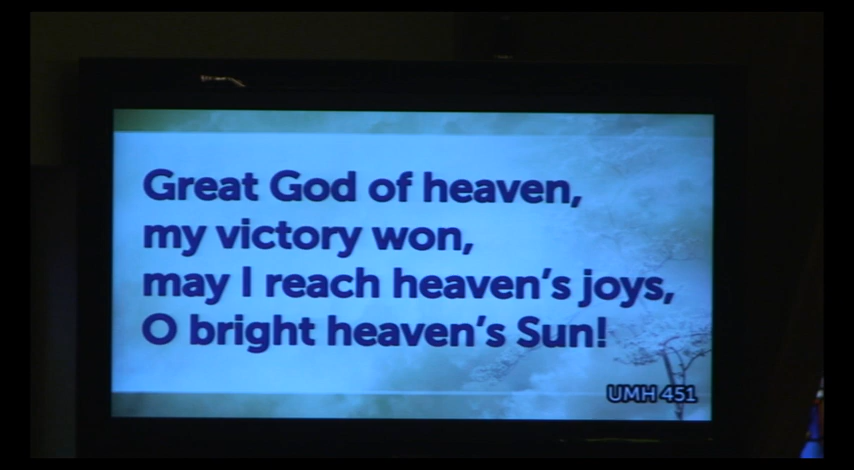 Great God of heaven,
my victory won,
may I reach heaven's joys,
O bright heaven's Sun!
UMH 451